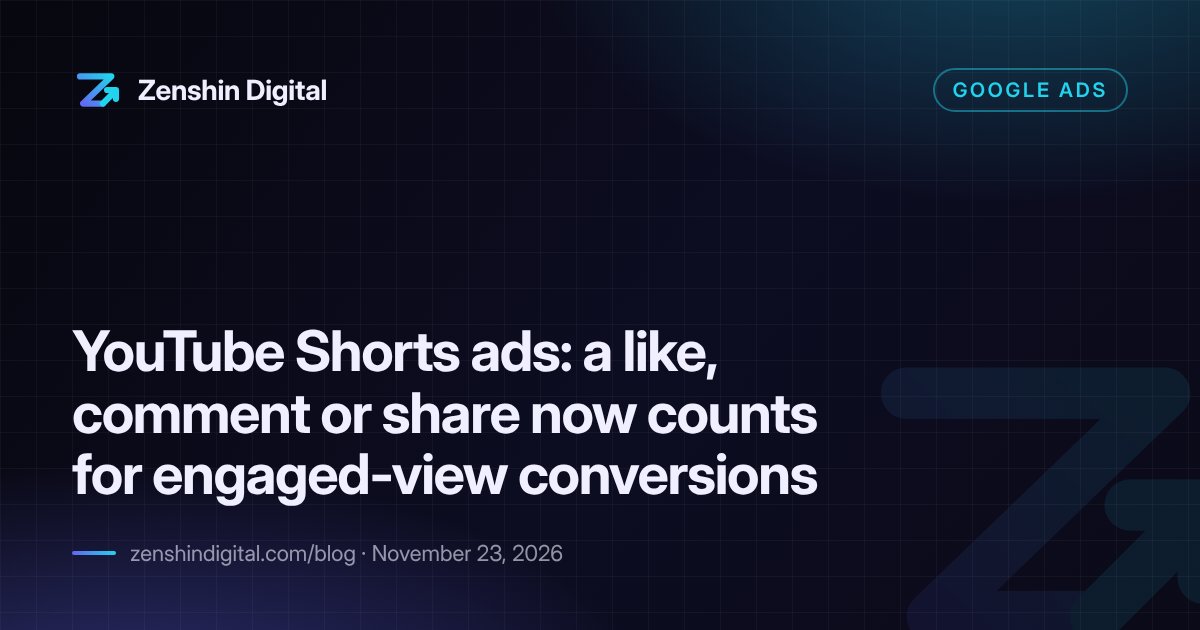 Zenshin Digital
GOOGLE ADS
YouTube Shorts ads: a like,
comment or share now counts
for engaged-view conversions
zenshindigital.com/blog · November 23, 2026